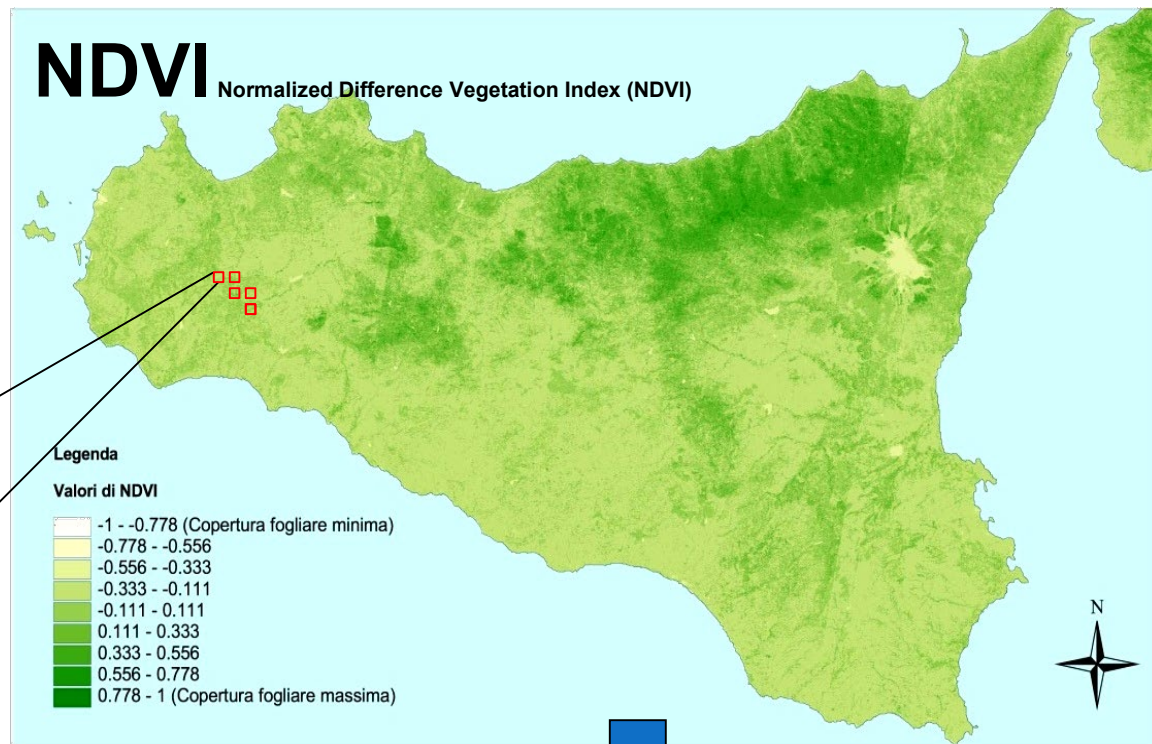 NDVI Normalized Difference Vegetation Index (NDVI)
Legenda
Valori di NDVI
-1 - -0.778 (Copertura fogliare minima)
-0.778 - -0.556
-0.556 - -0.333
-0.333 - -0.111
-0.111 - 0.111
0.111 - 0.333
0.333 - 0.556
0.556 - 0.778
0.778 - 1 (Copertura fogliare massima)
N